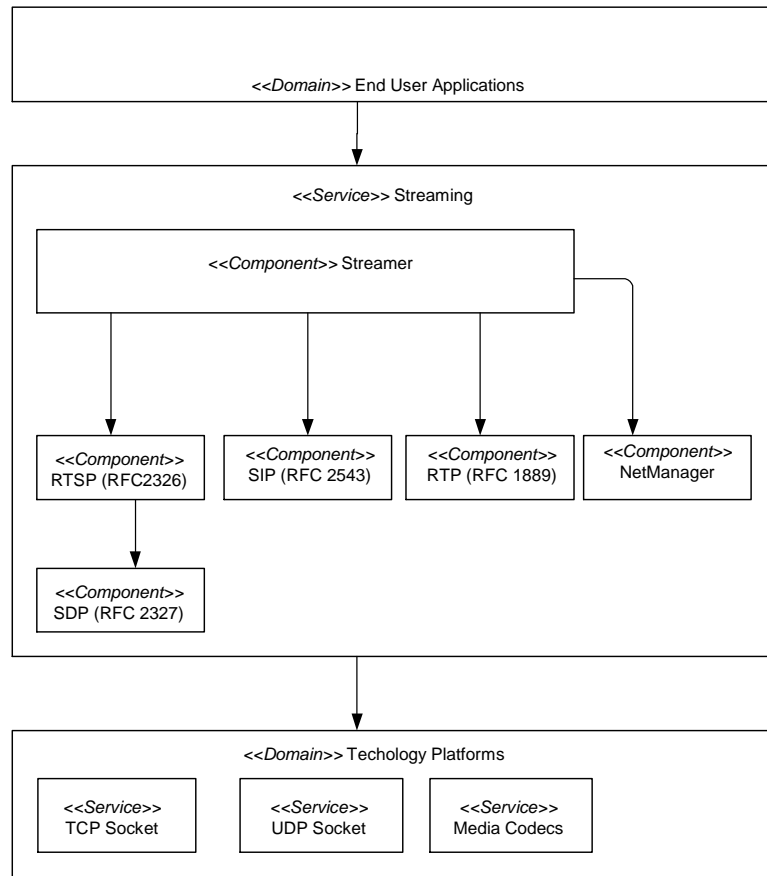 <<Domain>> End User Applications
<<Service>> Streaming
<<Component>> Streamer
<<Component>>
RTSP (RFC2326)
<<Component>>
SIP (RFC 2543)
<<Component>>
RTP (RFC 1889)
<<Component>>
NetManager
<<Component>>
SDP (RFC 2327)
<<Domain>> Techology Platforms
<<Service>>
TCP Socket
<<Service>>
UDP Socket
<<Service>>
Media Codecs